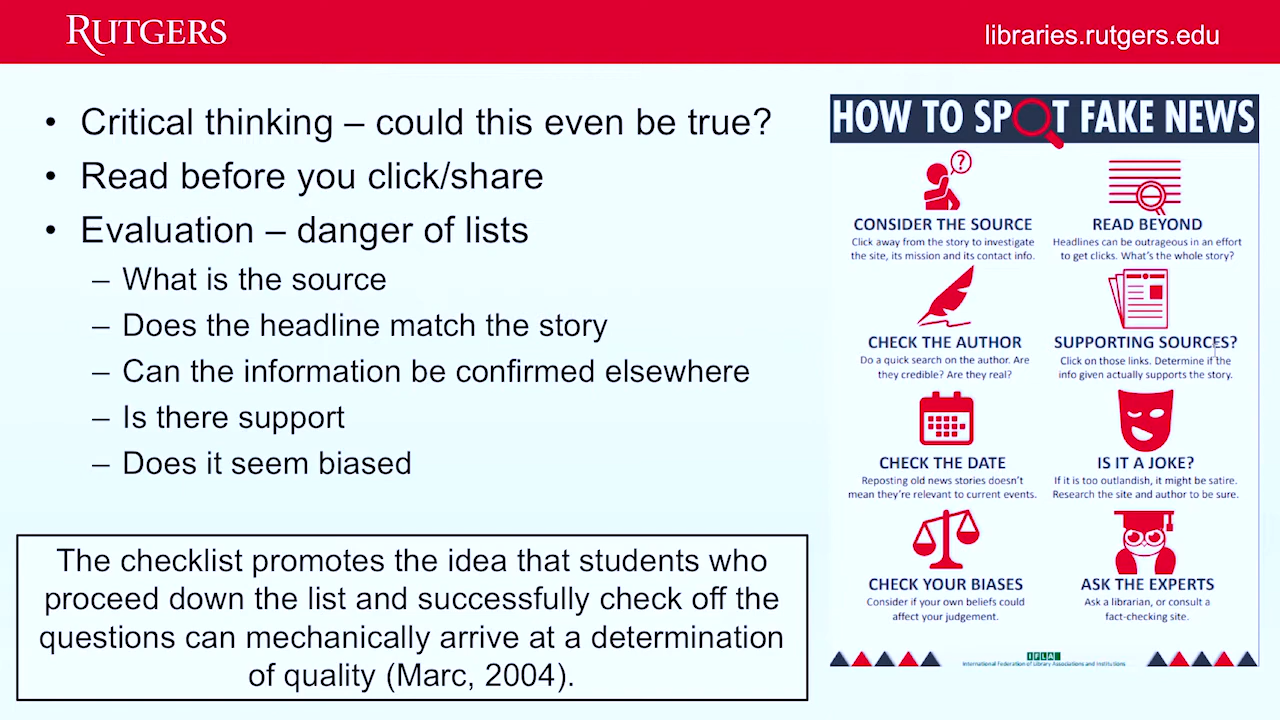 RUTGERS
libraries.rutgers.edu
• Critical thinking – could this even be true?
• Read before you click/share
• Evaluation – danger of lists
– What is the source
– Does the headline match the story
– Can the information be confirmed elsewhere
– Is there support
– Does it seem biased
The checklist promotes the idea that students who
proceed down the list and successfully check off the
questions can mechanically arrive at a determination
of quality (Marc, 2004).
HOW TO SPOT FAKE NEWS
?
CONSIDER THE SOURCE
Click away from the story to investigate
the site, its mission and its contact info.
READ BEYOND
Headlines can be outrageous in an effort
to get clicks. What's the whole story?
CHECK THE AUTHOR
Do a quick search on the author. Are
they credible? Are they real?
SUPPORTING SOURCES?
Click on those links. Determine if the
info given actually supports the story.
CHECK THE DATE
Reposting old news stories doesn't
mean they're relevant to current events.
IS IT A JOKE?
If it is too outlandish, it might be satire.
Research the site and author to be sure.
CHECK YOUR BIASES
Consider if your own beliefs could
affect your judgement.
ASK THE EXPERTS
Ask a librarian, or consult a
fact-checking site.
IFLA
International Federation of Library Associations and Institutions